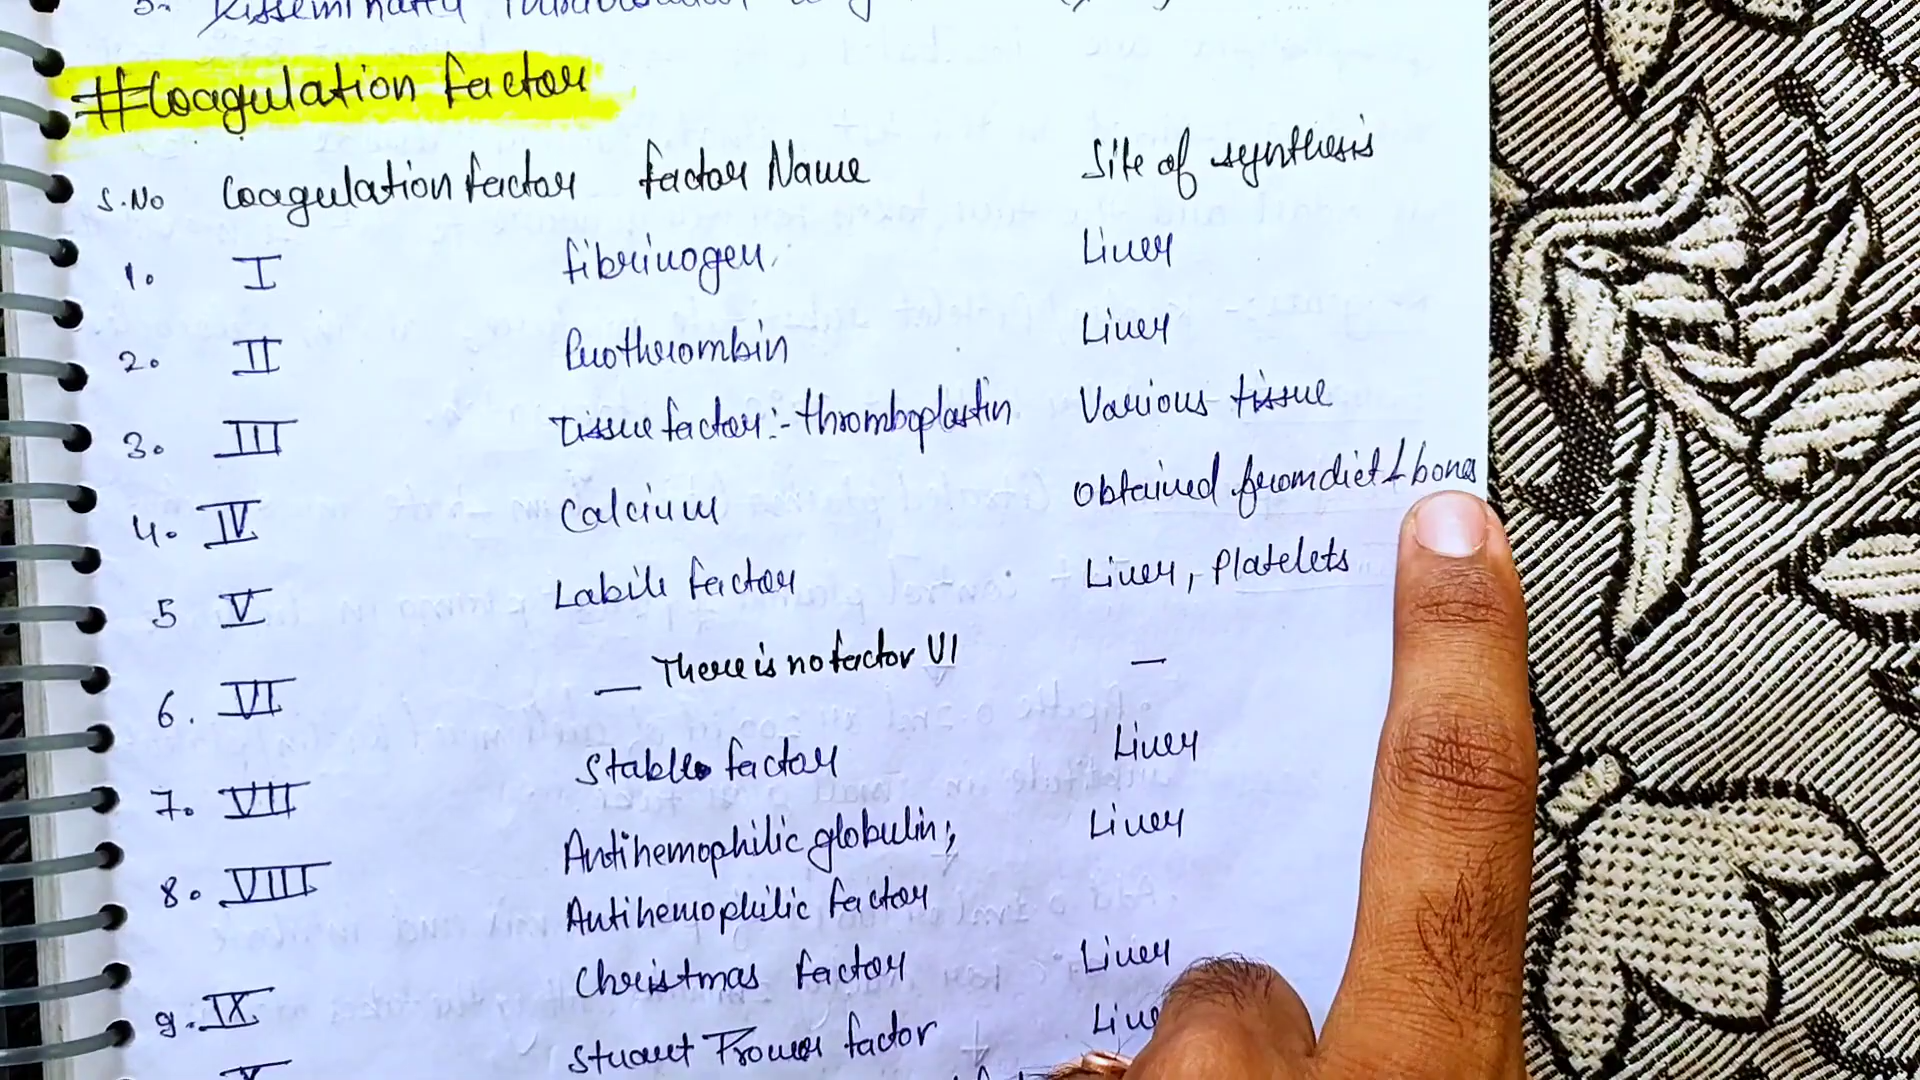 5. Disseminated
#Coagulation factor
S.No Coagulation factor factor Name Site of synthesis
1. I fibrinogen Liver
2. II Prothrombin Liver
3. III Tissue factor:- thromboplastin Various tissue
4. IV Calcium Obtained from diet & bones
5 V Labile factor Liver, Platelets
6. VI — There is no factor VI —
7. VII Stable factor Liver
8. VIII Antihemophilic globulin; Liver
Antihemophilic factor
9. IX Christmas factor Liver
X Stuart Prower factor